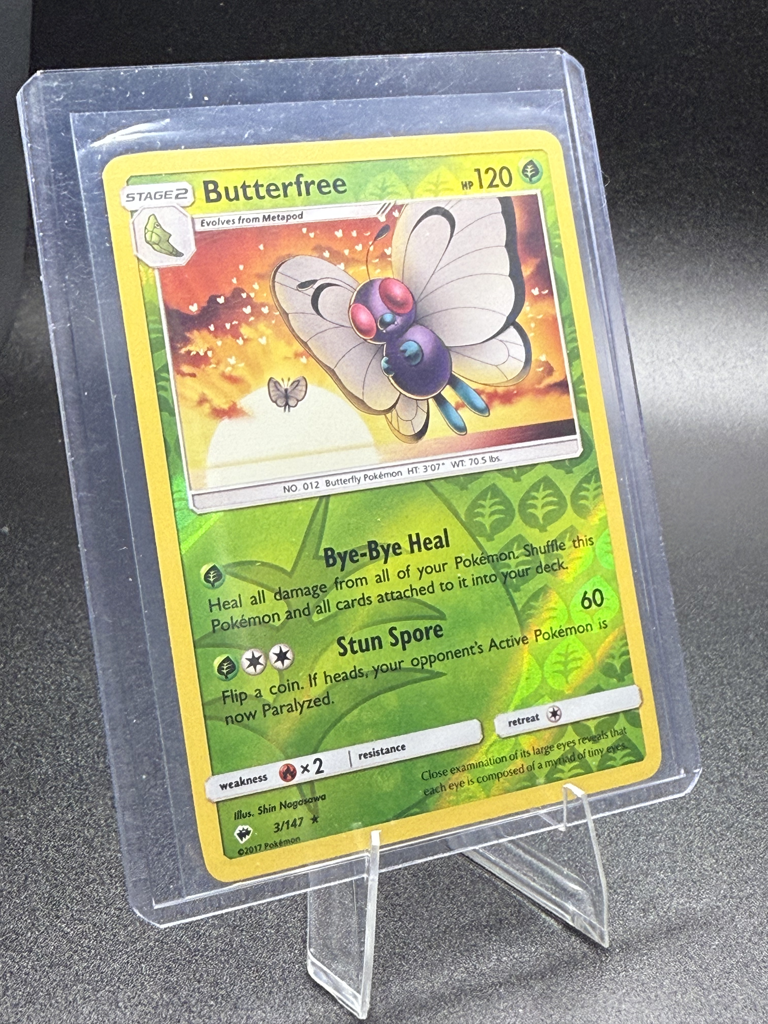 STAGE2 Butterfree HP 120
Evolves from Metapod
NO. 012 Butterfly Pokémon HT: 3'07" WT: 70.5 lbs.
Bye-Bye Heal
Heal all damage from all of your Pokémon. Shuffle this
Pokémon and all cards attached to it into your deck.
Stun Spore 60
Flip a coin. If heads, your opponent's Active Pokémon is
now Paralyzed.
weakness ×2 resistance retreat
Close examination of its large eyes reveals that
each eye is composed of a myriad of tiny eyes.
Illus. Shin Nagasawa
3/147 ★
©2017 Pokémon